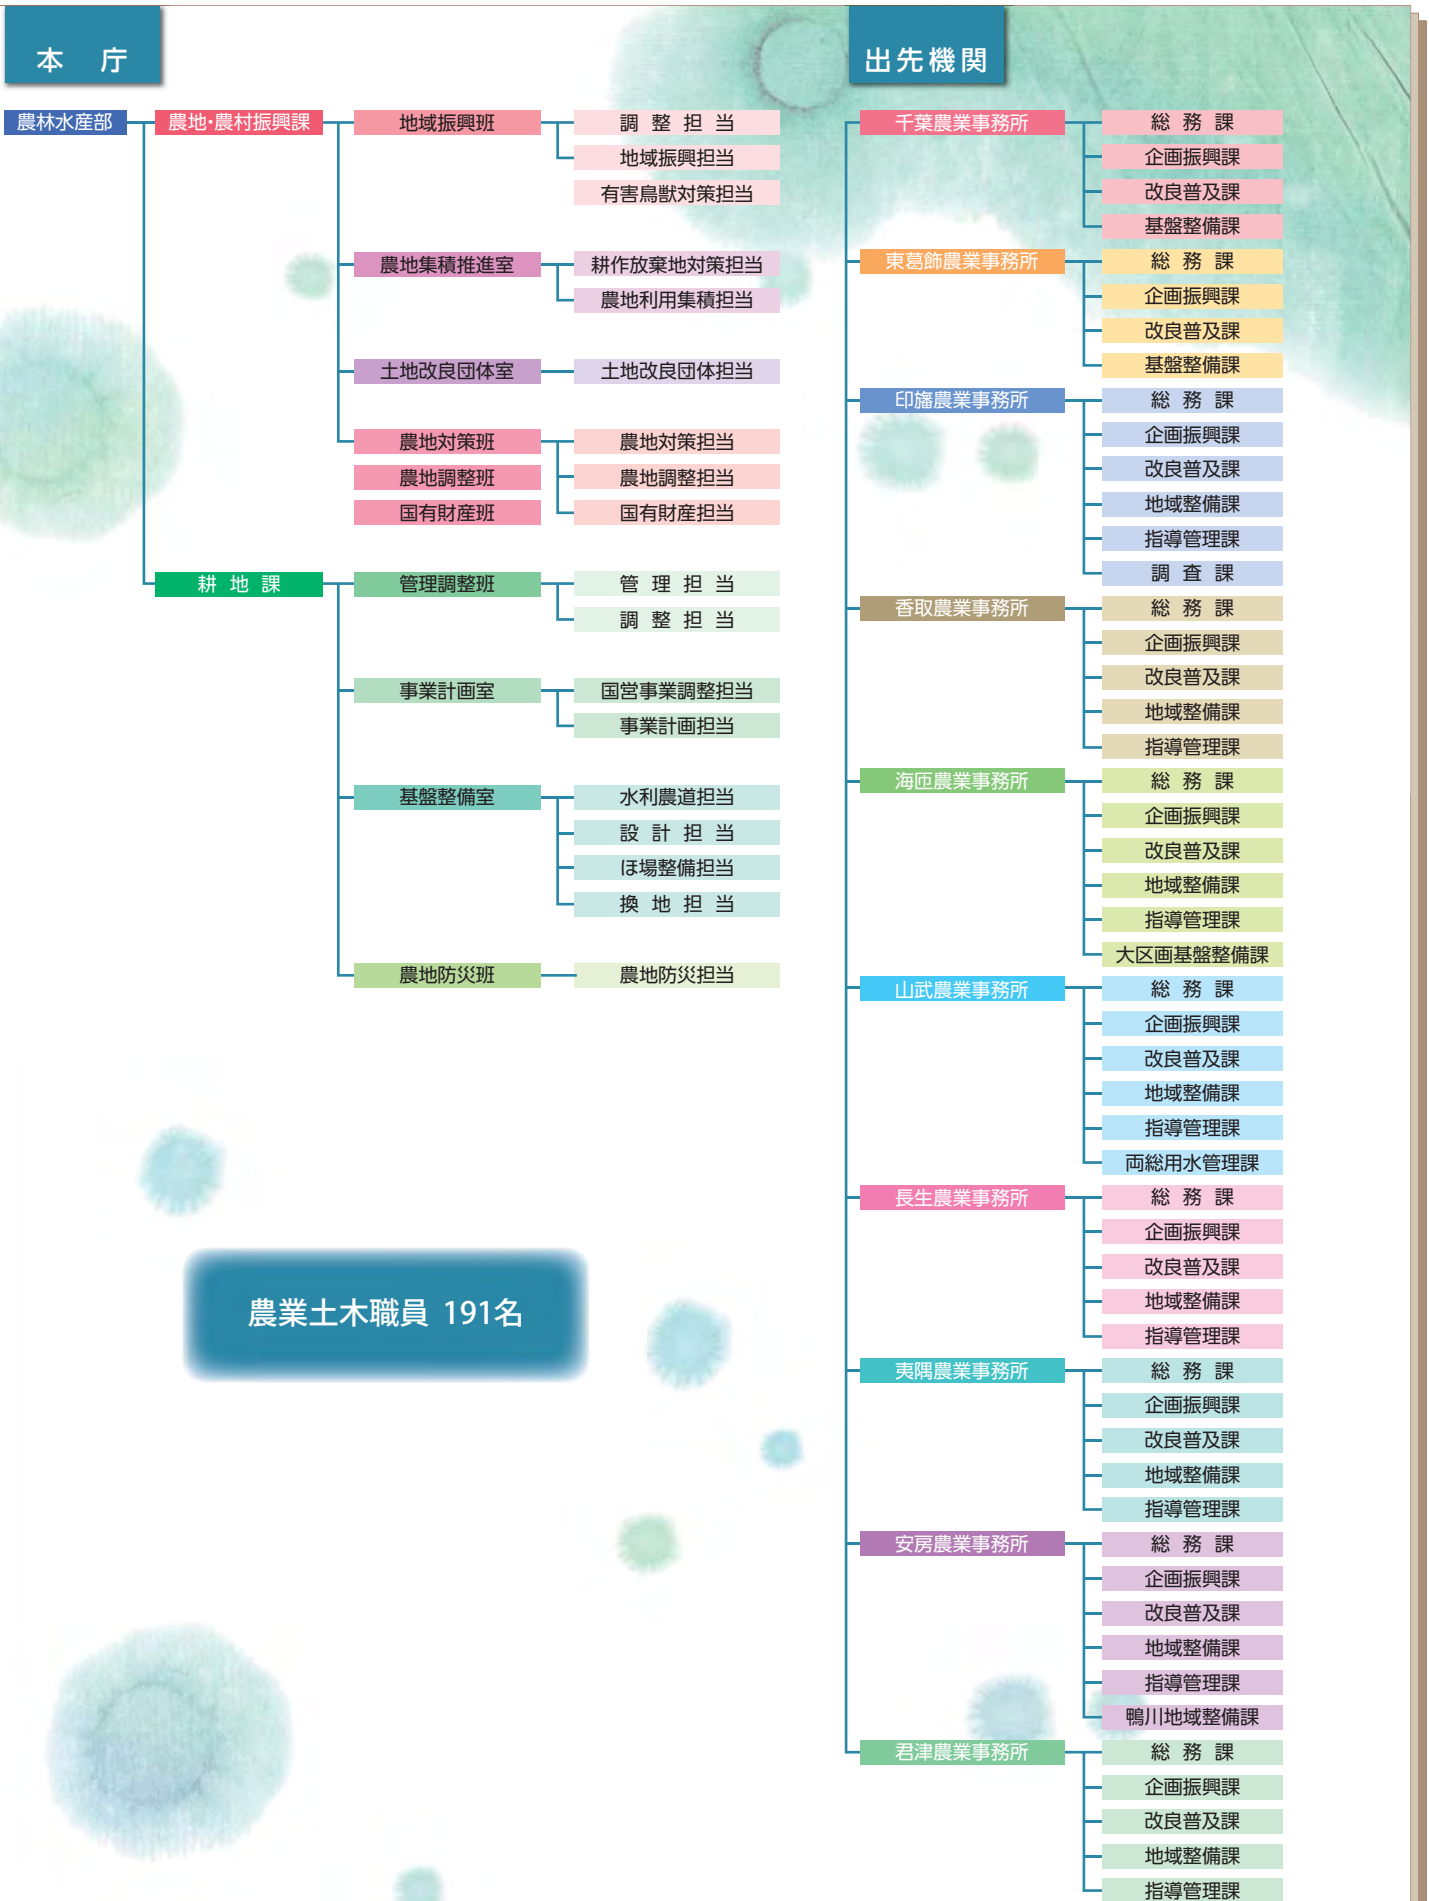 本 庁
農林水産部
農地・農村振興課
地域振興班
調 整 担 当
地域振興担当
有害鳥獣対策担当
農地集積推進室
耕作放棄地対策担当
農地利用集積担当
土地改良団体室
土地改良団体担当
農地対策班
農地対策担当
農地調整班
農地調整担当
国有財産班
国有財産担当
耕 地 課
管理調整班
管 理 担 当
調 整 担 当
事業計画室
国営事業調整担当
事業計画担当
基盤整備室
水利農道担当
設 計 担 当
ほ場整備担当
換 地 担 当
農地防災班
農地防災担当
農業土木職員 191名
出先機関
千葉農業事務所
総 務 課
企画振興課
改良普及課
基盤整備課
東葛飾農業事務所
総 務 課
企画振興課
改良普及課
基盤整備課
印旛農業事務所
総 務 課
企画振興課
改良普及課
地域整備課
指導管理課
調 査 課
香取農業事務所
総 務 課
企画振興課
改良普及課
地域整備課
指導管理課
海匝農業事務所
総 務 課
企画振興課
改良普及課
地域整備課
指導管理課
大区画基盤整備課
山武農業事務所
総 務 課
企画振興課
改良普及課
地域整備課
指導管理課
両総用水管理課
長生農業事務所
総 務 課
企画振興課
改良普及課
地域整備課
指導管理課
夷隅農業事務所
総 務 課
企画振興課
改良普及課
地域整備課
指導管理課
安房農業事務所
総 務 課
企画振興課
改良普及課
地域整備課
指導管理課
鴨川地域整備課
君津農業事務所
総 務 課
企画振興課
改良普及課
地域整備課
指導管理課